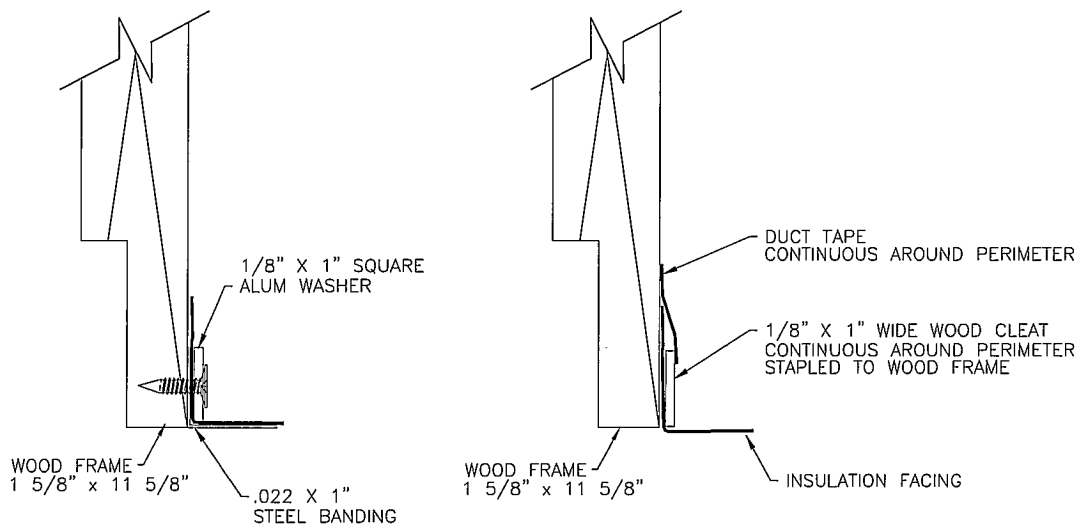 1/8" X 1" SQUARE
ALUM WASHER
WOOD FRAME
1 5/8" x 11 5/8"
.022 X 1"
STEEL BANDING
DUCT TAPE
CONTINUOUS AROUND PERIMETER
1/8" X 1" WIDE WOOD CLEAT
CONTINUOUS AROUND PERIMETER
STAPLED TO WOOD FRAME
WOOD FRAME
1 5/8" x 11 5/8"
INSULATION FACING